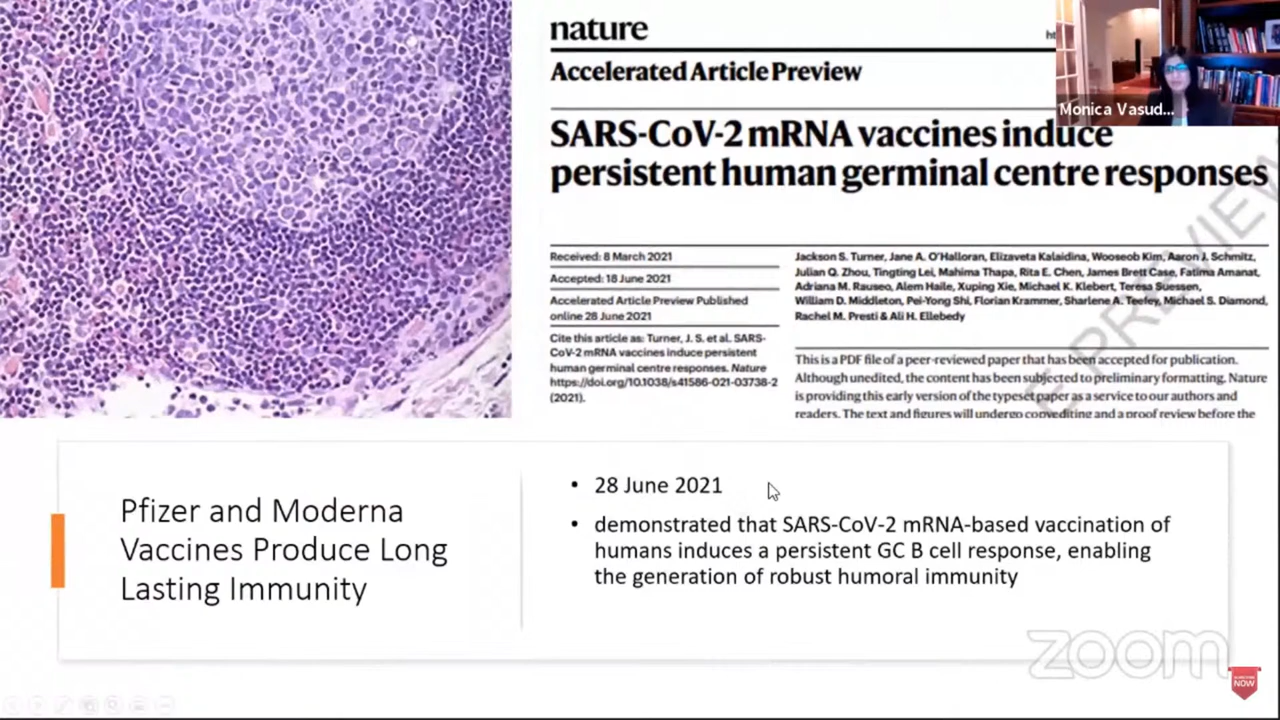 nature
Accelerated Article Preview
Monica Vasud...
SARS-CoV-2 mRNA vaccines induce
persistent human germinal centre responses
Received: 8 March 2021
Accepted: 18 June 2021
Accelerated Article Preview Published
online 28 June 2021
Cite this article as: Turner, J. S. et al. SARS-
CoV-2 mRNA vaccines induce persistent
human germinal centre responses. Nature
https://doi.org/10.1038/s41586-021-03738-2
(2021).
Jackson S. Turner, Jane A. O'Halloran, Elizaveta Kalaidina, Wooseob Kim, Aaron J. Schmitz,
Julian Q. Zhou, Tingting Lei, Mahima Thapa, Rita E. Chen, James Brett Case, Fatima Amanat,
Adriana M. Rauseo, Alem Haile, Xuping Xie, Michael K. Klebert, Teresa Suessen,
William D. Middleton, Pei-Yong Shi, Florian Krammer, Sharlene A. Teefey, Michael S. Diamond,
Rachel M. Presti & Ali H. Ellebedy
This is a PDF file of a peer-reviewed paper that has been accepted for publication.
Although unedited, the content has been subjected to preliminary formatting. Nature
is providing this early version of the typeset paper as a service to our authors and
readers. The text and figures will undergo copyediting and a proof review before the
E PREVIEW
Pfizer and Moderna
Vaccines Produce Long
Lasting Immunity
• 28 June 2021
• demonstrated that SARS-CoV-2 mRNA-based vaccination of
humans induces a persistent GC B cell response, enabling
the generation of robust humoral immunity
zoom
SUBSCRIBE
NOW